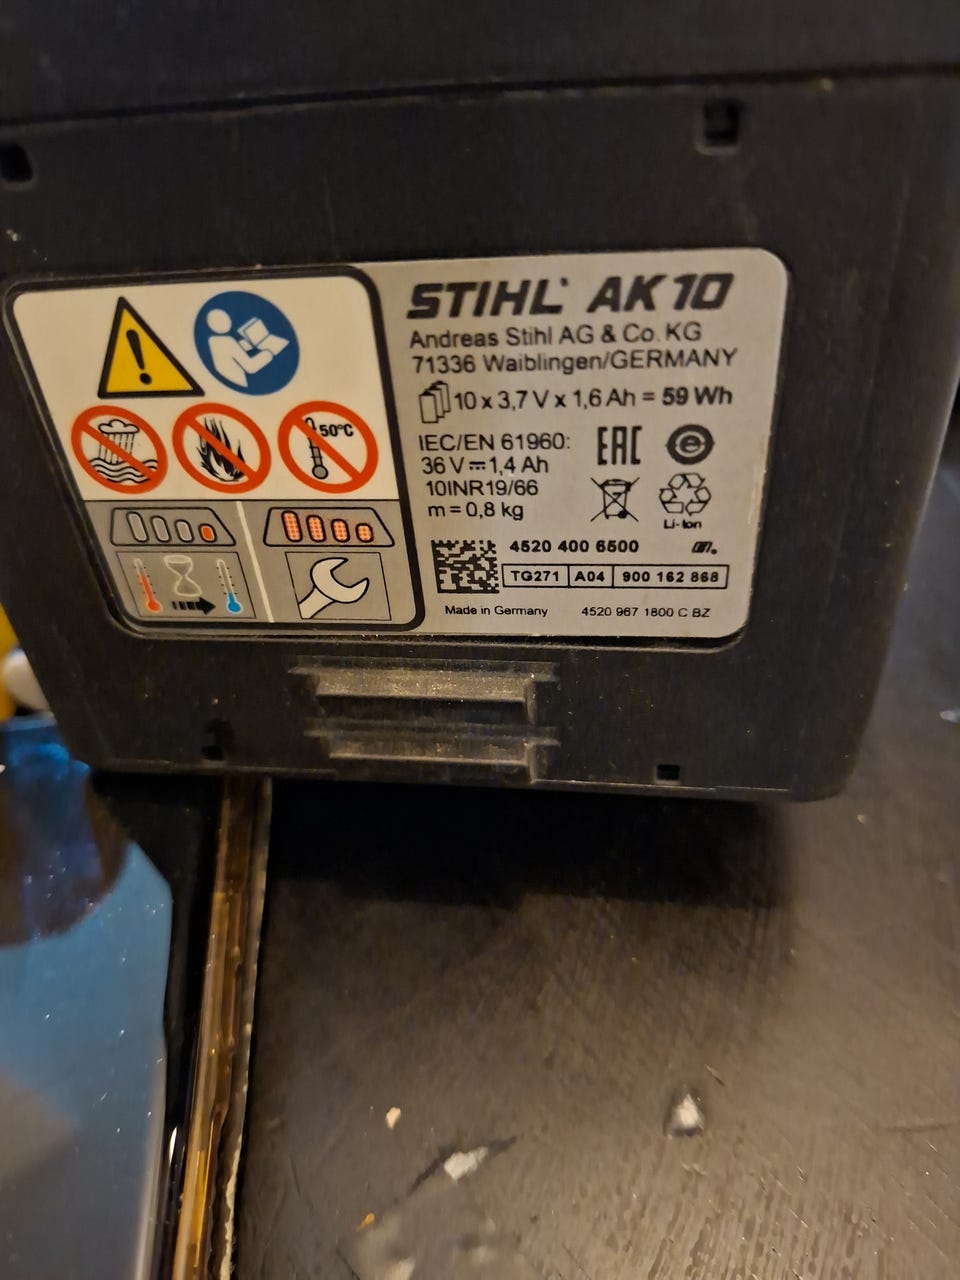 50°C
STIHL AK 10
Andreas Stihl AG & Co. KG
71336 Waiblingen/GERMANY
10 x 3,7 V x 1,6 Ah = 59 Wh
IEC/EN 61960:
36 V⎓1,4 Ah
10INR19/66
m = 0,8 kg
EAC
e
Li-Ion
4520 400 6500
TG271 A04 900 162 868
Made in Germany 4520 967 1800 C BZ